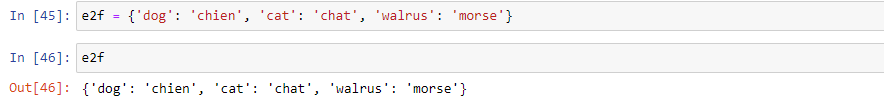 In [45]: e2f = {'dog': 'chien', 'cat': 'chat', 'walrus': 'morse'}
In [46]: e2f
Out[46]: {'dog': 'chien', 'cat': 'chat', 'walrus': 'morse'}